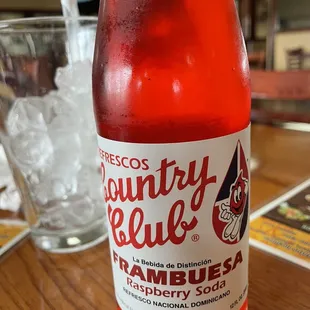 REFRESCOS
Country
Club®
La Bebida de Distinción
FRAMBUESA
Raspberry Soda
REFRESCO NACIONAL DOMINICANO